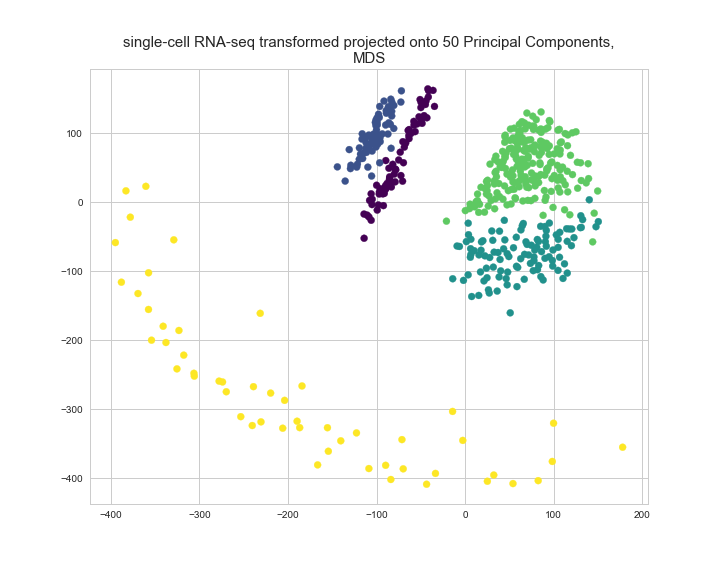 single-cell RNA-seq transformed projected onto 50 Principal Components,
MDS
100
0
−100
−200
−300
−400
−400 −300 −200 −100 0 100 200